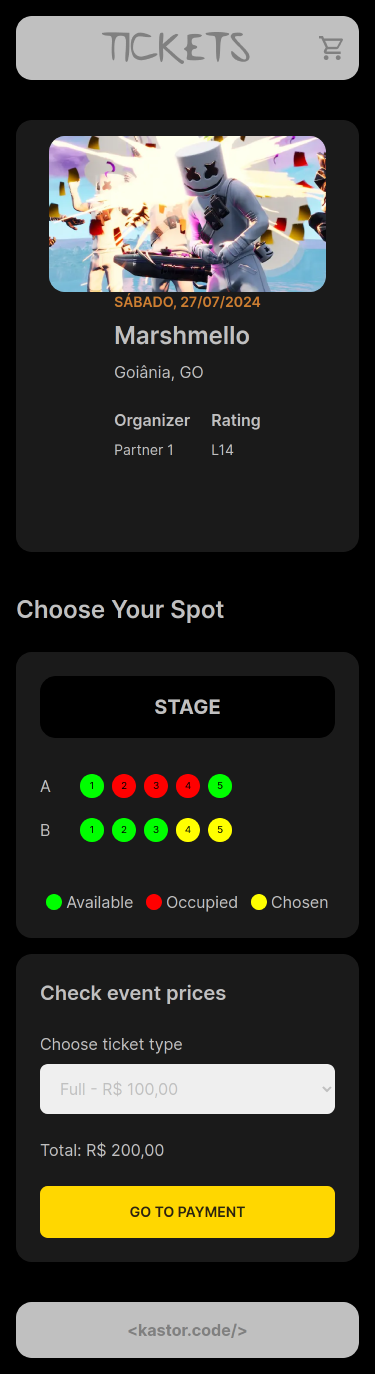 TICKETS
SÁBADO, 27/07/2024
Marshmello
Goiânia, GO
Organizer Rating
Partner 1 L14
Choose Your Spot
STAGE
A 1 2 3 4 5
B 1 2 3 4 5
Available Occupied Chosen
Check event prices
Choose ticket type
Full - R$ 100,00
Total: R$ 200,00
GO TO PAYMENT
<kastor.code/>